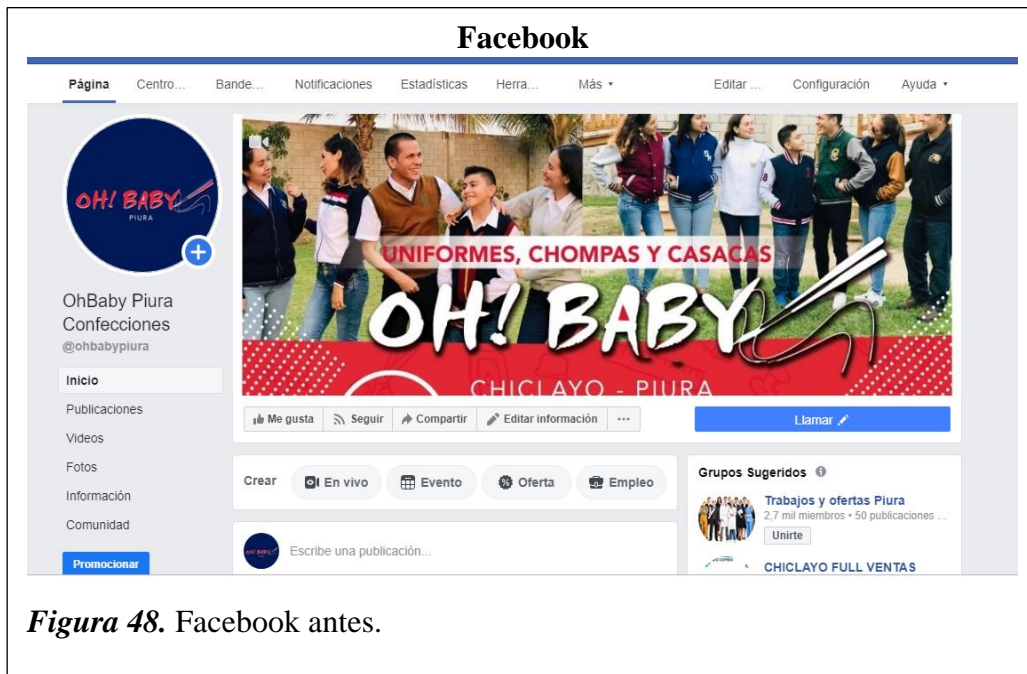 Facebook
Página Centro... Bande... Notificaciones Estadísticas Herra... Más Editar ... Configuración Ayuda
OH! BABY
PIURA
OhBaby Piura
Confecciones
@ohbabypiura
Inicio
Publicaciones
Videos
Fotos
Información
Comunidad
Promocionar
UNIFORMES, CHOMPAS Y CASACAS
OH! BABY
CHICLAYO - PIURA
Me gusta Seguir Compartir Editar información ...
Llamar
Crear En vivo Evento Oferta Empleo
OH! BABY
Escribe una publicación...
Grupos Sugeridos
Trabajos y ofertas Piura
2,7 mil miembros • 50 publicaciones ...
Unirte
CHICLAYO FULL VENTAS
Figura 48. Facebook antes.